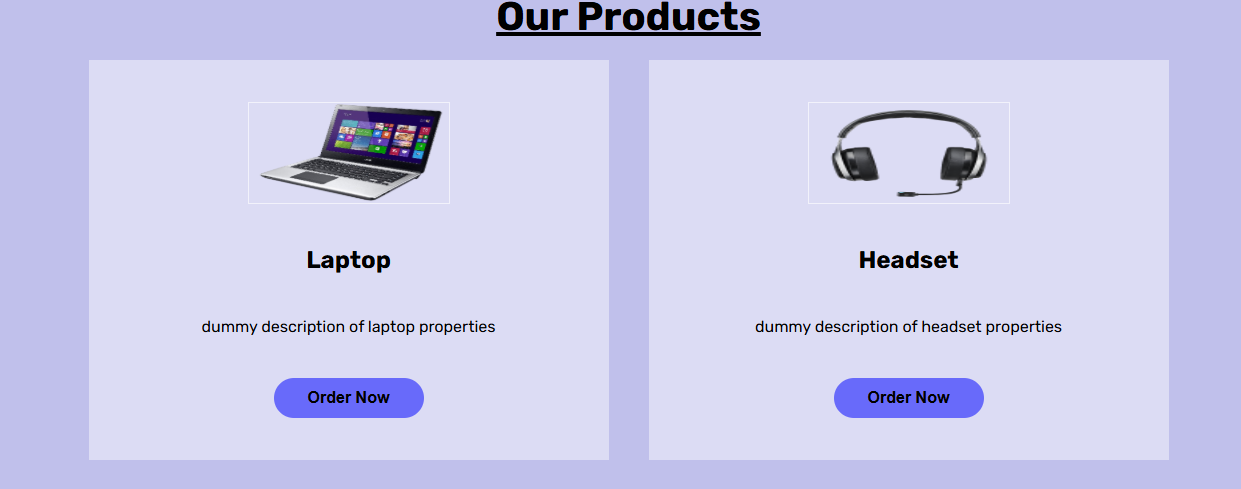 Our Products
Laptop
dummy description of laptop properties
Order Now
Headset
dummy description of headset properties
Order Now